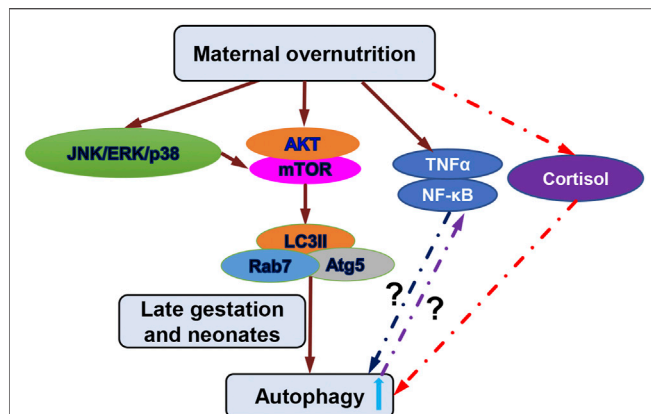 Maternal overnutrition
JNK/ERK/p38
AKT
mTOR
TNFα
NF-κB
Cortisol
LC3II
Rab7
Atg5
Late gestation
and neonates
?
?
Autophagy